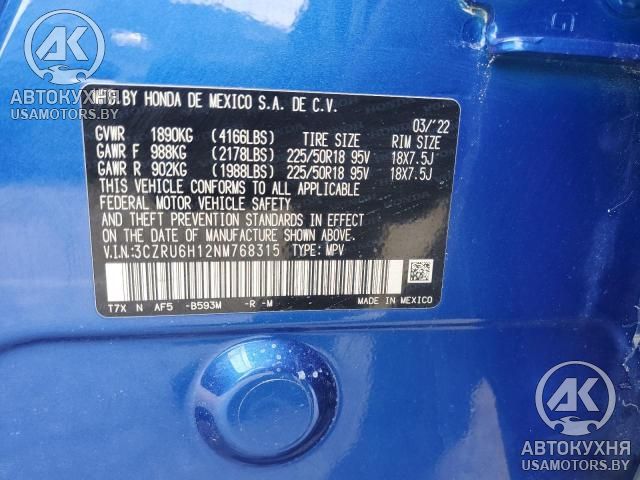 AK
АВТОКУХНЯ
USAMOTORS.BY
MFG.BY HONDA DE MEXICO S.A. DE C.V.
03/'22
GVWR 1890KG (4166LBS) TIRE SIZE RIM SIZE
GAWR F 988KG (2178LBS) 225/50R18 95V 18X7.5J
GAWR R 902KG (1988LBS) 225/50R18 95V 18X7.5J
THIS VEHICLE CONFORMS TO ALL APPLICABLE
FEDERAL MOTOR VEHICLE SAFETY
AND THEFT PREVENTION STANDARDS IN EFFECT
ON THE DATE OF MANUFACTURE SHOWN ABOVE.
V.I.N:3CZRU6H12NM768315 TYPE: MPV
T7X N AF5 -B593M -R -M
MADE IN MEXICO
AK
АВТОКУХНЯ
USAMOTORS.BY